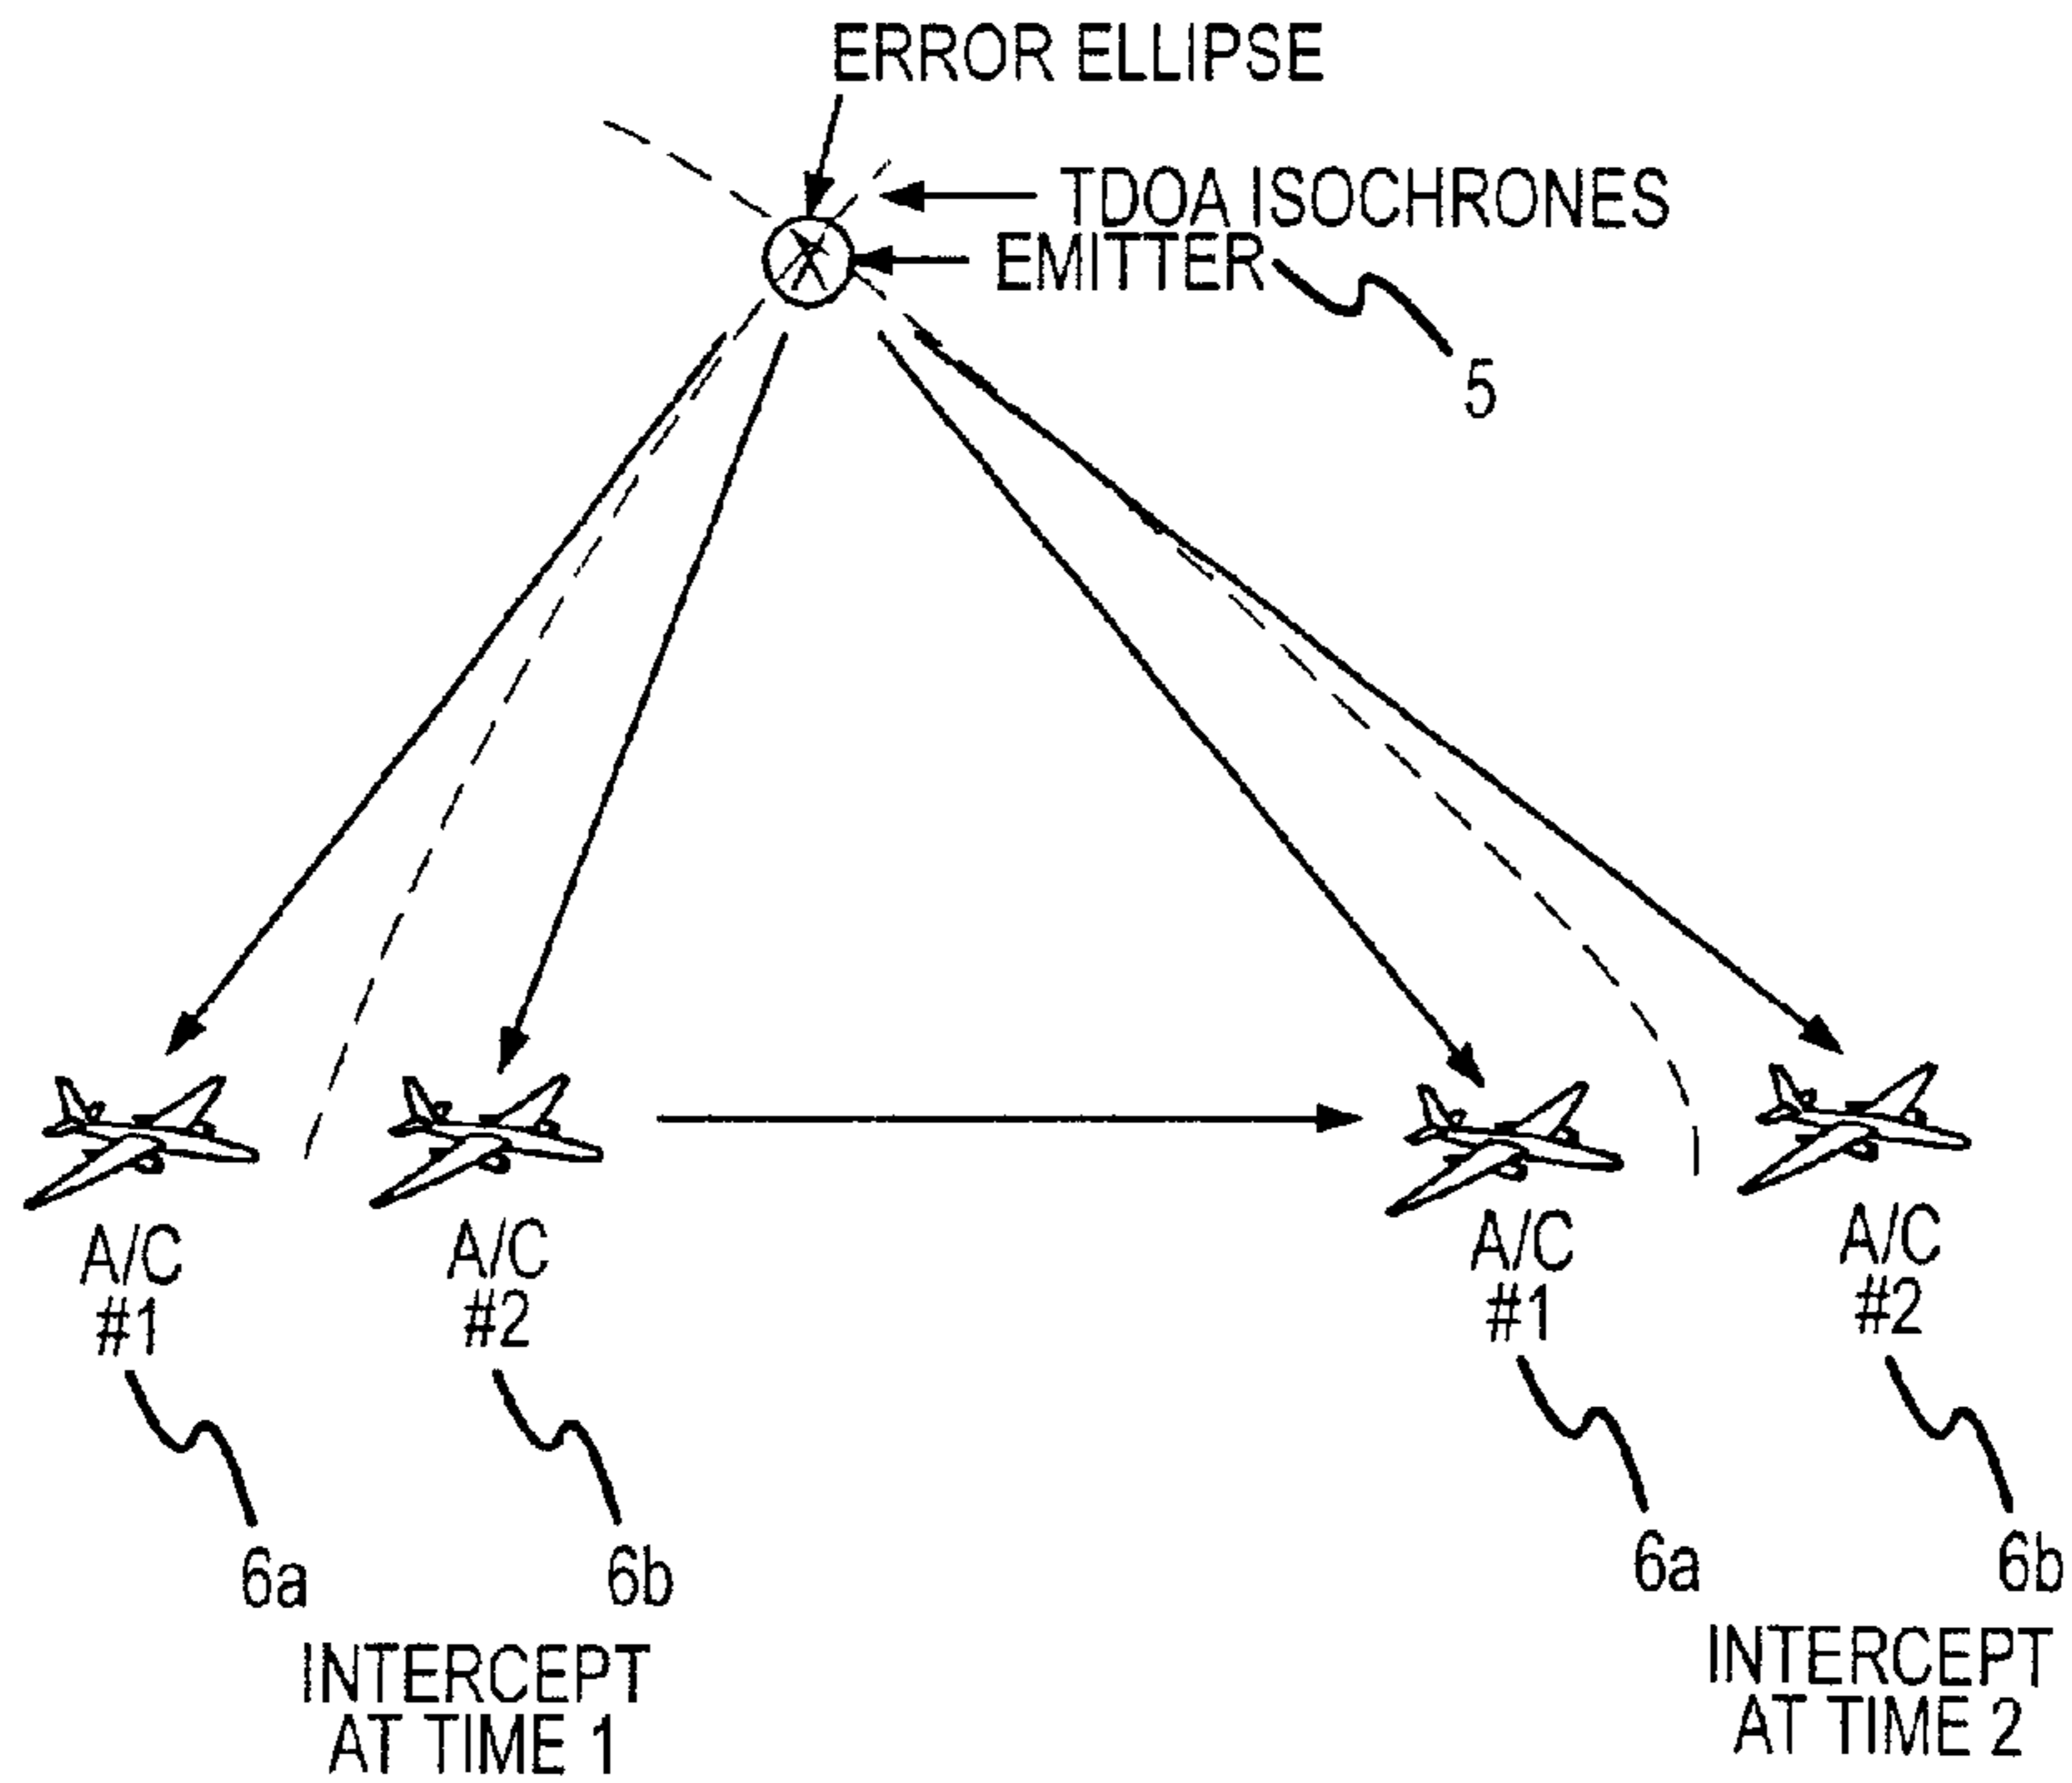 ERROR ELLIPSE
TDOA ISOCHRONES
EMITTER
5
A/C
#1
A/C
#2
A/C
#1
A/C
#2
6a
6b
6a
6b
INTERCEPT
AT TIME 1
INTERCEPT
AT TIME 2